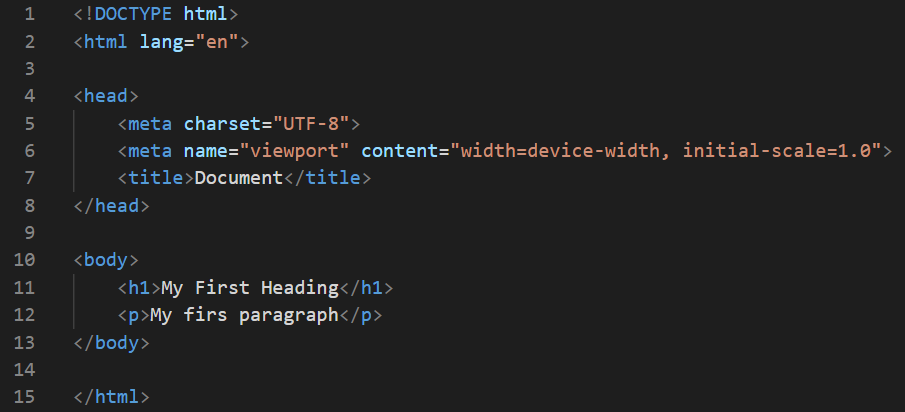 1 <!DOCTYPE html>
2 <html lang="en">
3
4 <head>
5 <meta charset="UTF-8">
6 <meta name="viewport" content="width=device-width, initial-scale=1.0">
7 <title>Document</title>
8 </head>
9
10 <body>
11 <h1>My First Heading</h1>
12 <p>My firs paragraph</p>
13 </body>
14
15 </html>